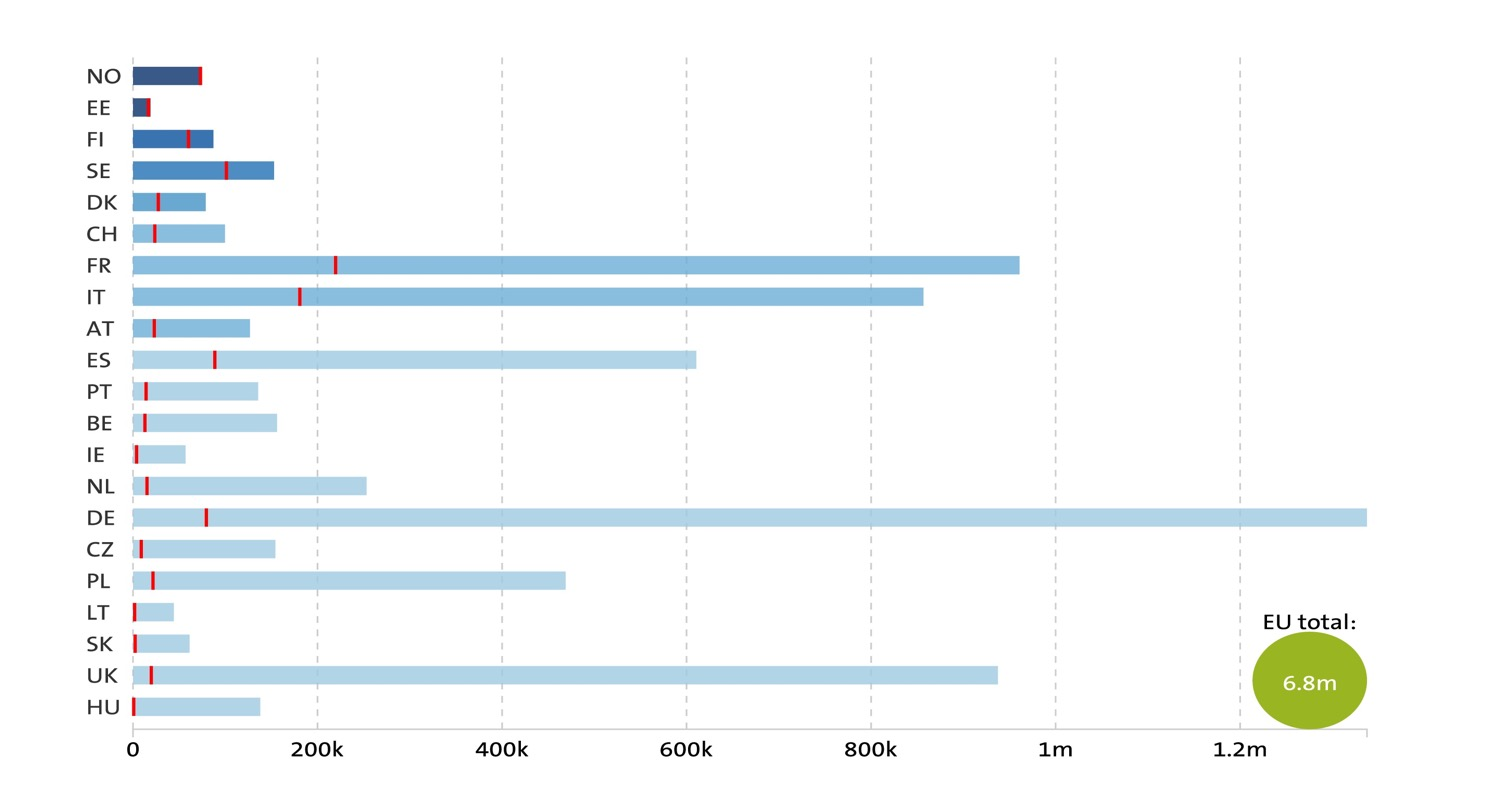 NO
EE
FI
SE
DK
CH
FR
IT
AT
ES
PT
BE
IE
NL
DE
CZ
PL
LT
SK
UK
HU
EU total:
6.8m
0 200k 400k 600k 800k 1m 1.2m